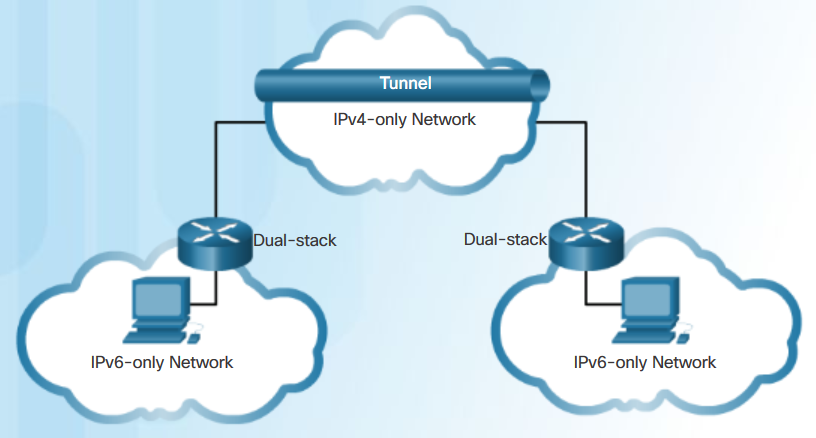 Tunnel
IPv4-only Network
Dual-stack
Dual-stack
IPv6-only Network
IPv6-only Network